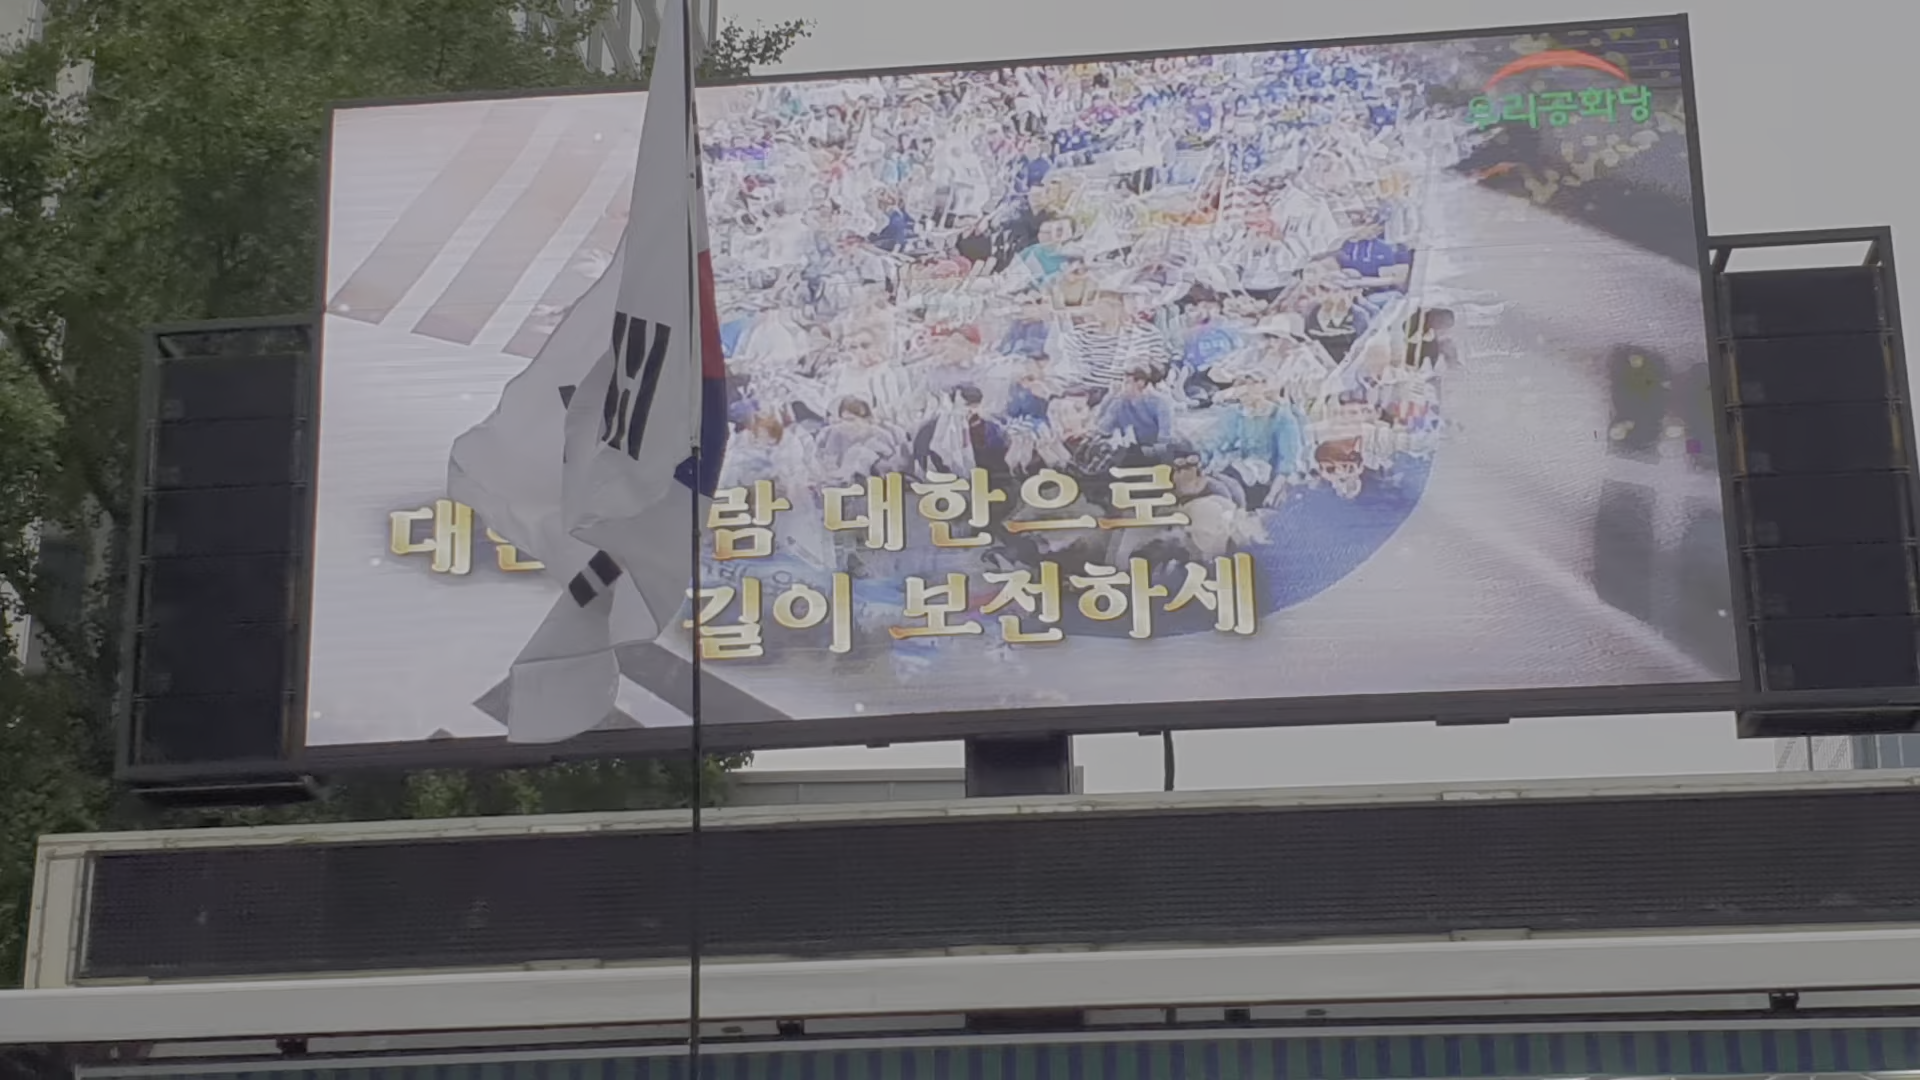 우리공화당
대한 람 대한으로
길이 보전하세